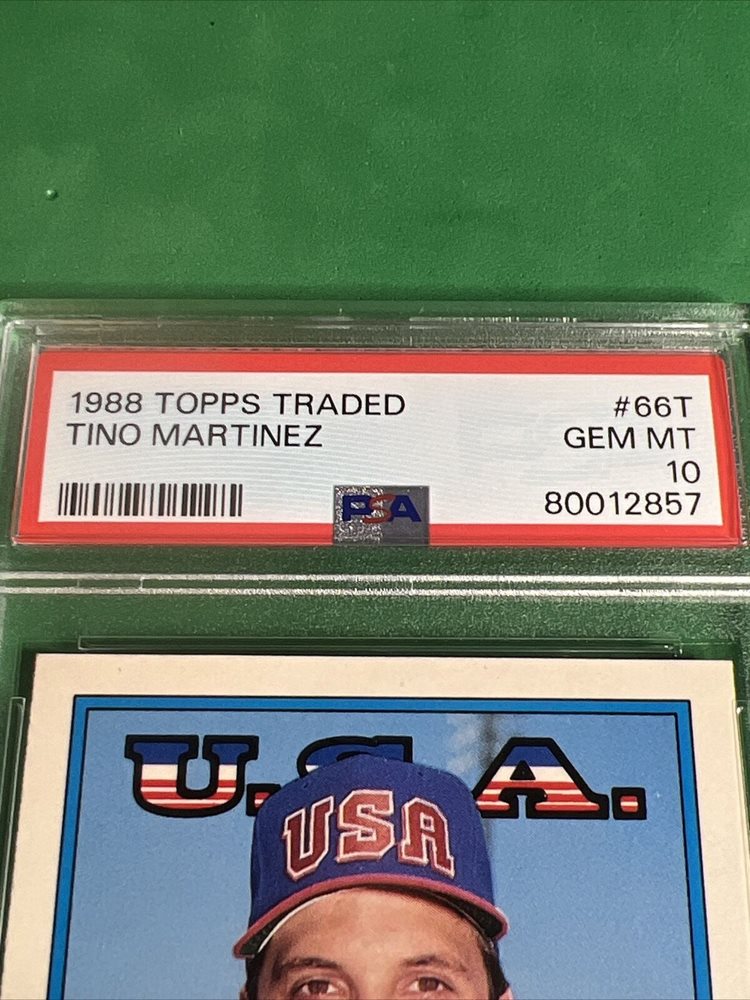 1988 TOPPS TRADED #66T
TINO MARTINEZ GEM MT
10
PSA 80012857
U.S.A.
USA